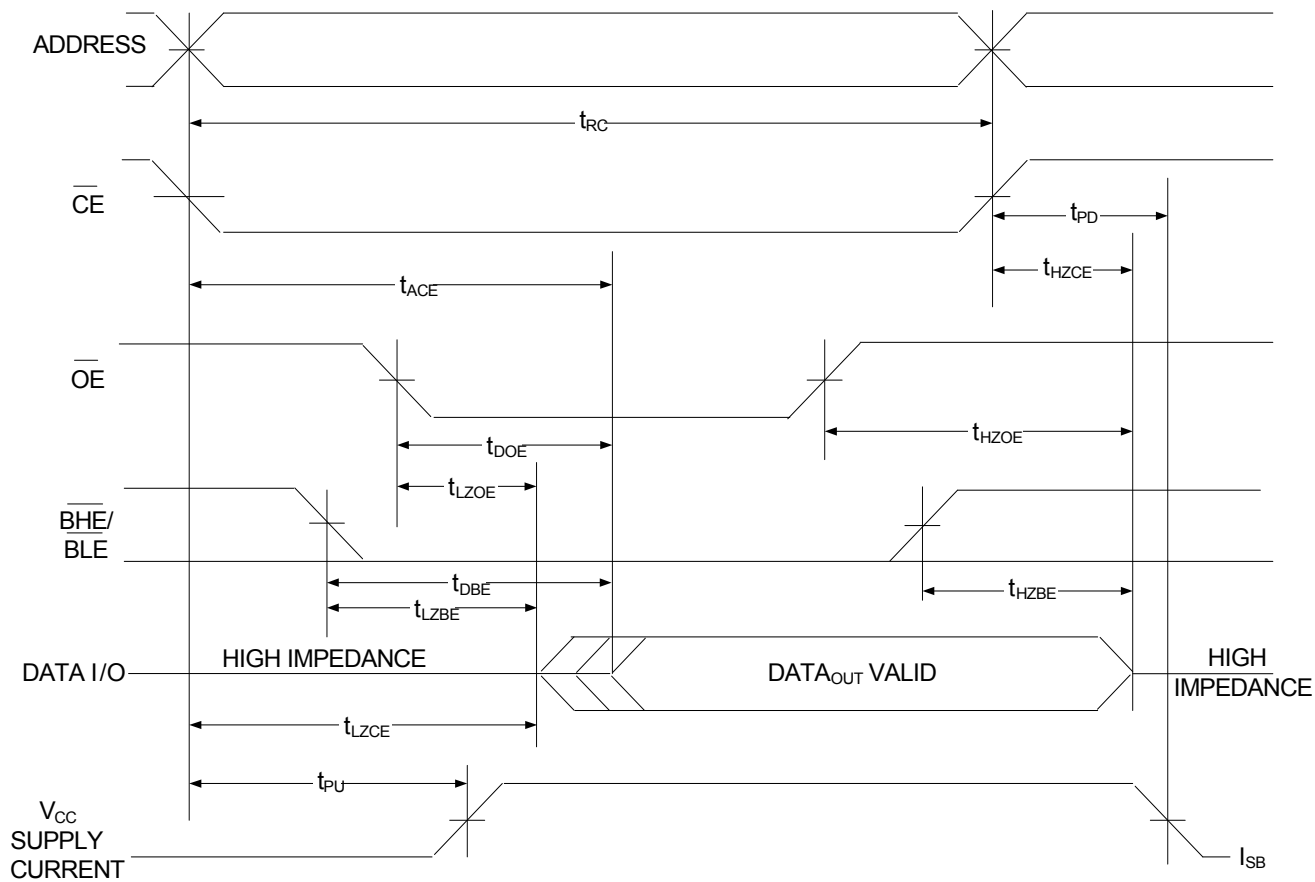 ADDRESS
tRC
CE
tPD
tHZCE
tACE
OE
tHZOE
tDOE
tLZOE
BHE/
BLE
tDBE
tHZBE
tLZBE
HIGH IMPEDANCE
DATA I/O
DATAOUT VALID
HIGH
IMPEDANCE
tLZCE
tPU
VCC
SUPPLY
CURRENT
ISB